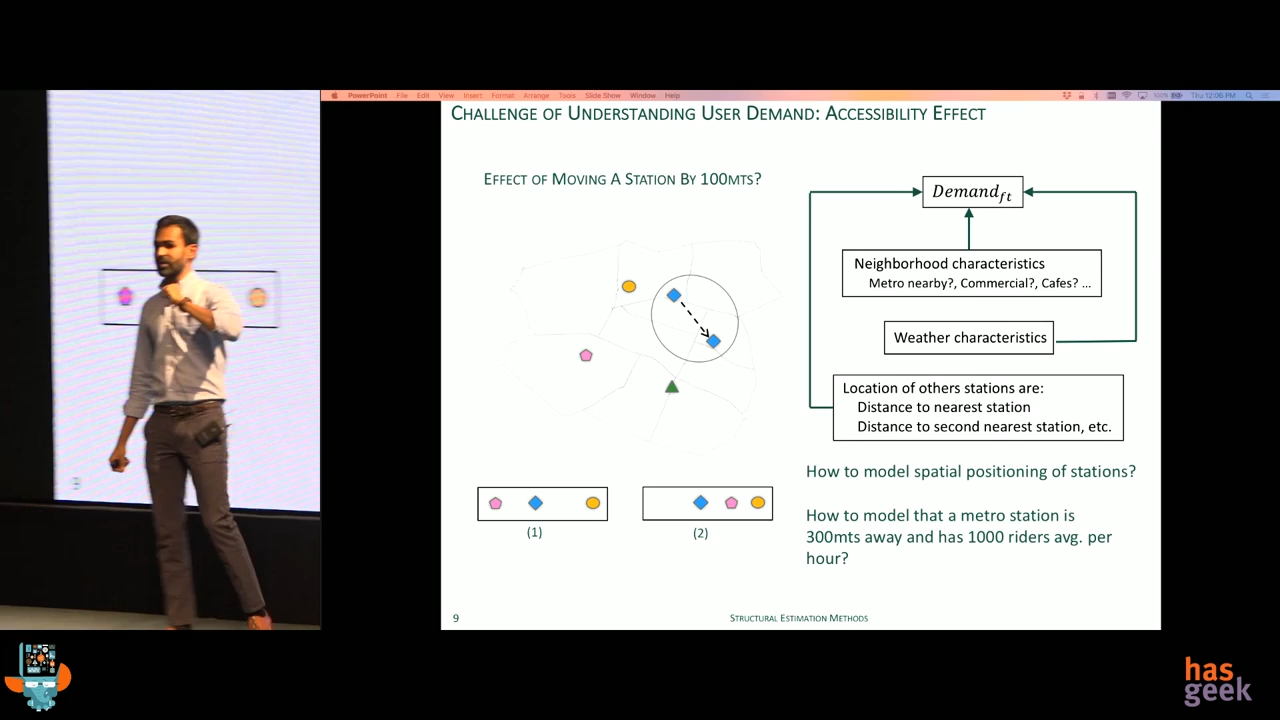 PowerPoint File Edit View Insert Format Arrange Tools Slide Show Window Help
100% Thu 12:06 PM
CHALLENGE OF UNDERSTANDING USER DEMAND: ACCESSIBILITY EFFECT
EFFECT OF MOVING A STATION BY 100MTS?
Demand_ft
Neighborhood characteristics
Metro nearby?, Commercial?, Cafes? ...
Weather characteristics
Location of others stations are:
Distance to nearest station
Distance to second nearest station, etc.
How to model spatial positioning of stations?
(1)
(2)
How to model that a metro station is
300mts away and has 1000 riders avg. per
hour?
9
STRUCTURAL ESTIMATION METHODS
has
geek